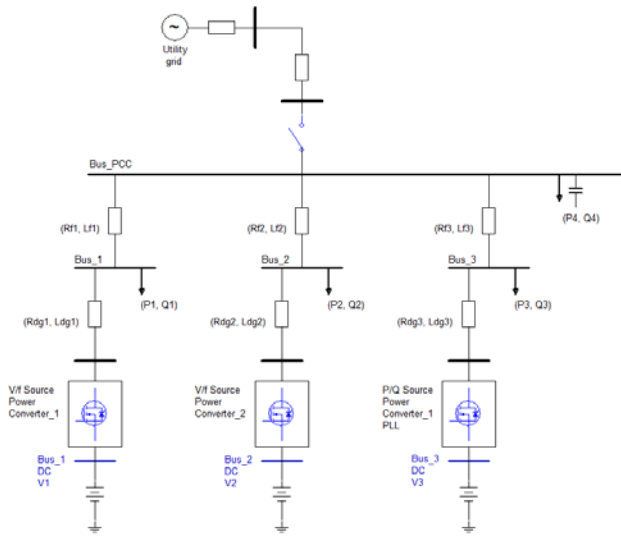 ~
Utility
grid
Bus_PCC
(P4, Q4)
(Rf1, Lf1)
(Rf2, Lf2)
(Rf3, Lf3)
Bus_1
Bus_2
Bus_3
(P1, Q1)
(P2, Q2)
(P3, Q3)
(Rdg1, Ldg1)
(Rdg2, Ldg2)
(Rdg3, Ldg3)
V/f Source
Power
Converter_1
V/f Source
Power
Converter_2
P/Q Source
Power
Converter_1
PLL
Bus_1
DC
V1
Bus_2
DC
V2
Bus_3
DC
V3